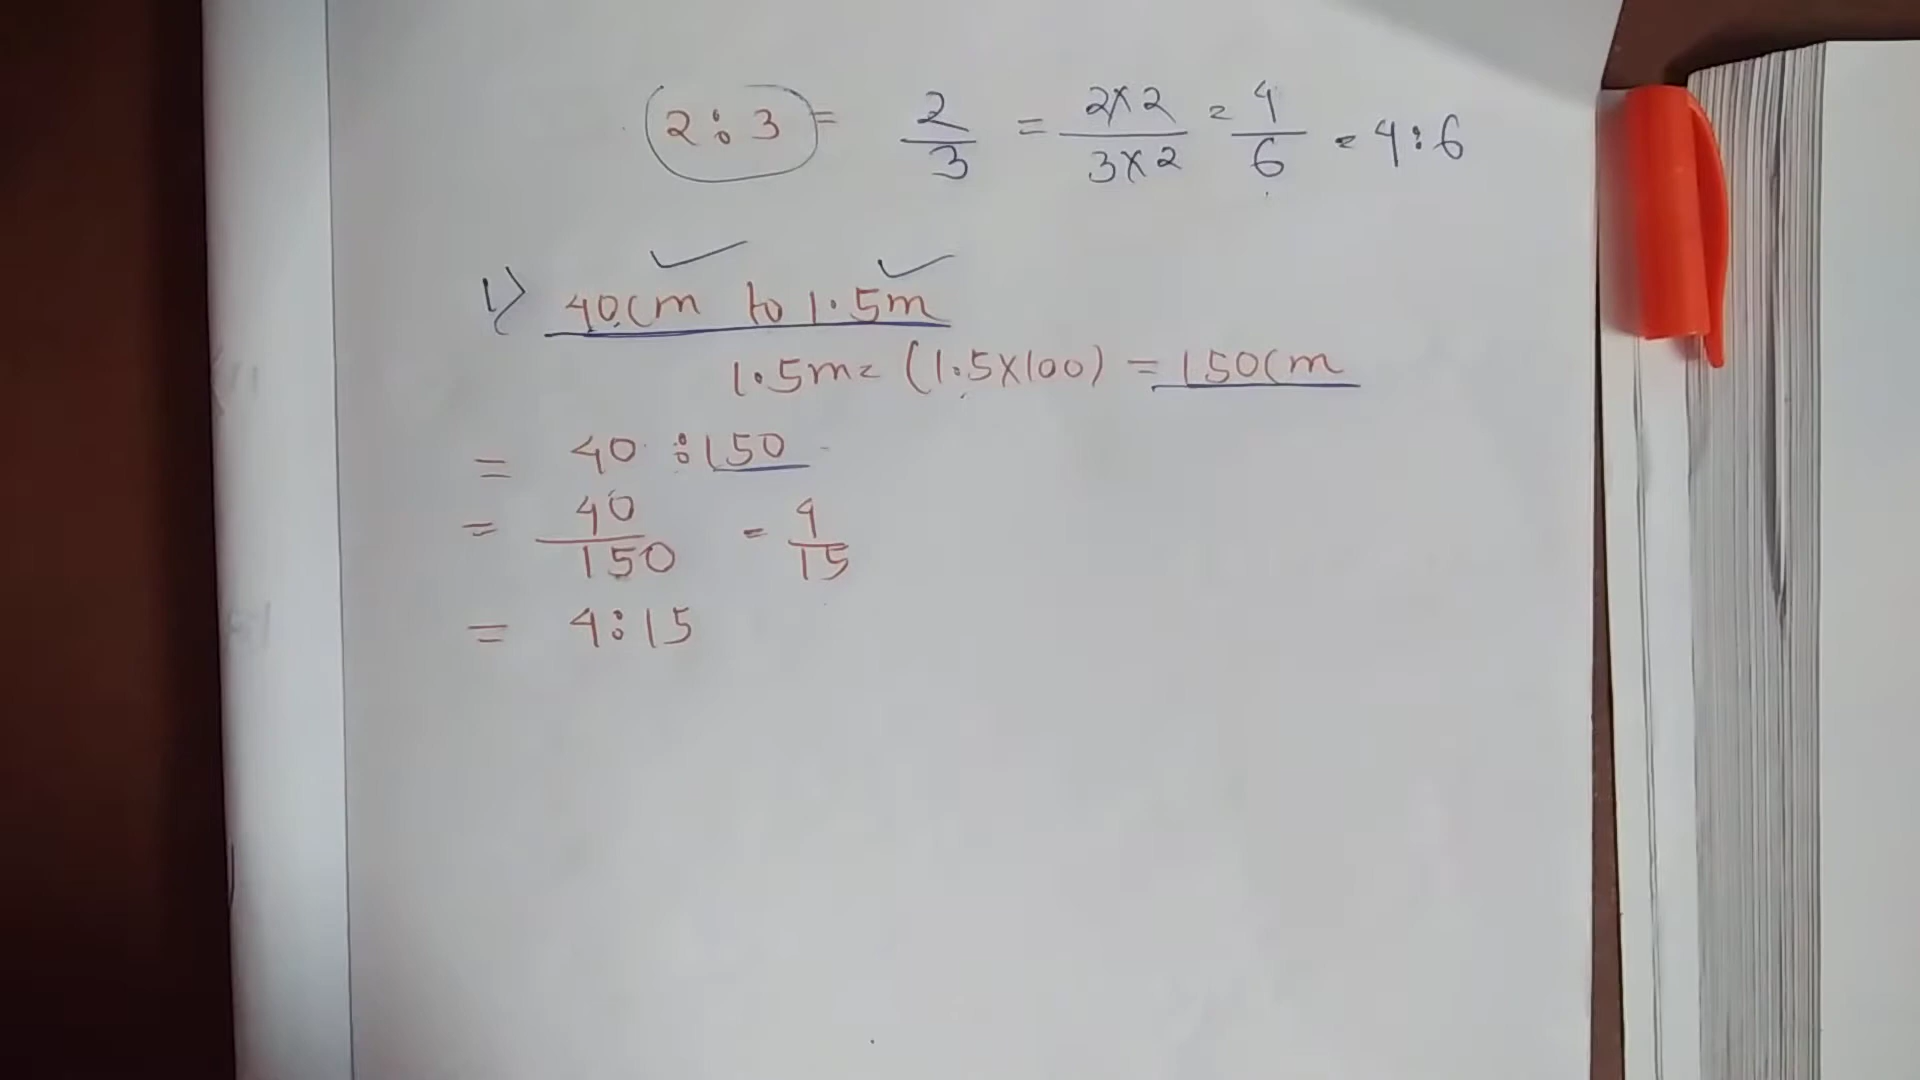 2:3 = 2/3 = 2×2/3×2 = 4/6 = 4:6
1) 40cm to 1.5m
1.5m = (1.5×100) = 150cm
= 40 : 150
= 40/150 = 4/15
= 4:15